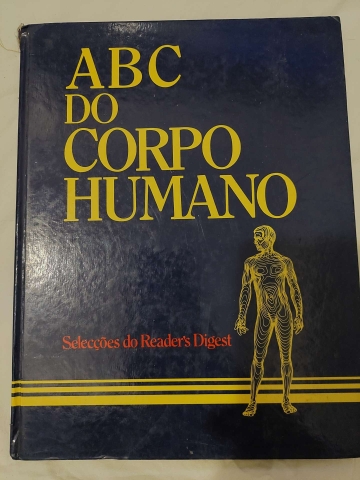 ABC
DO
CORPO
HUMANO
Selecções do Reader's Digest